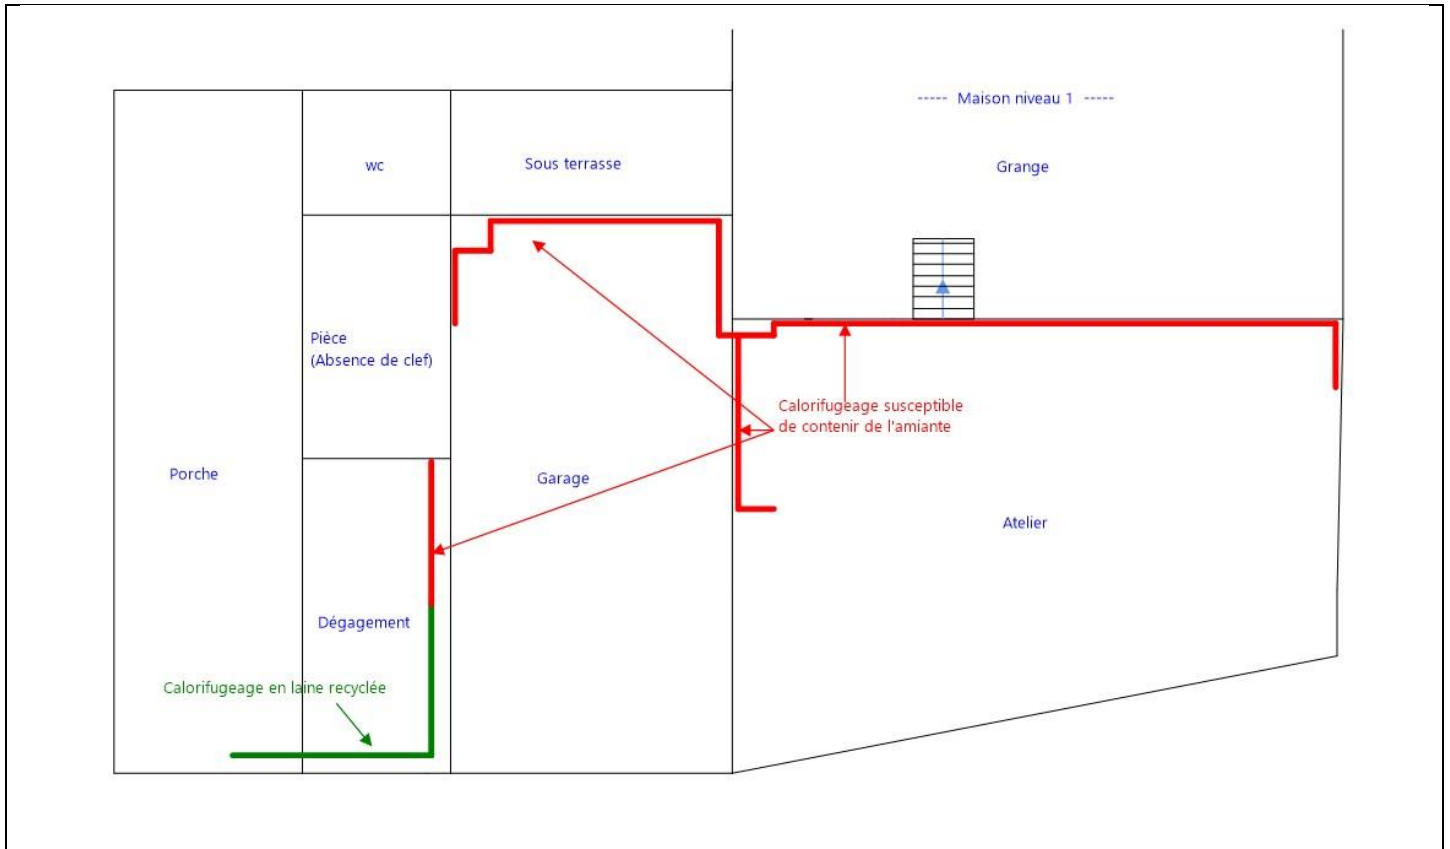 ----- Maison niveau 1 -----
wc
Sous terrasse
Grange
Pièce
(Absence de clef)
Calorifugeage susceptible
de contenir de l'amiante
Porche
Garage
Atelier
Dégagement
Calorifugeage en laine recyclée